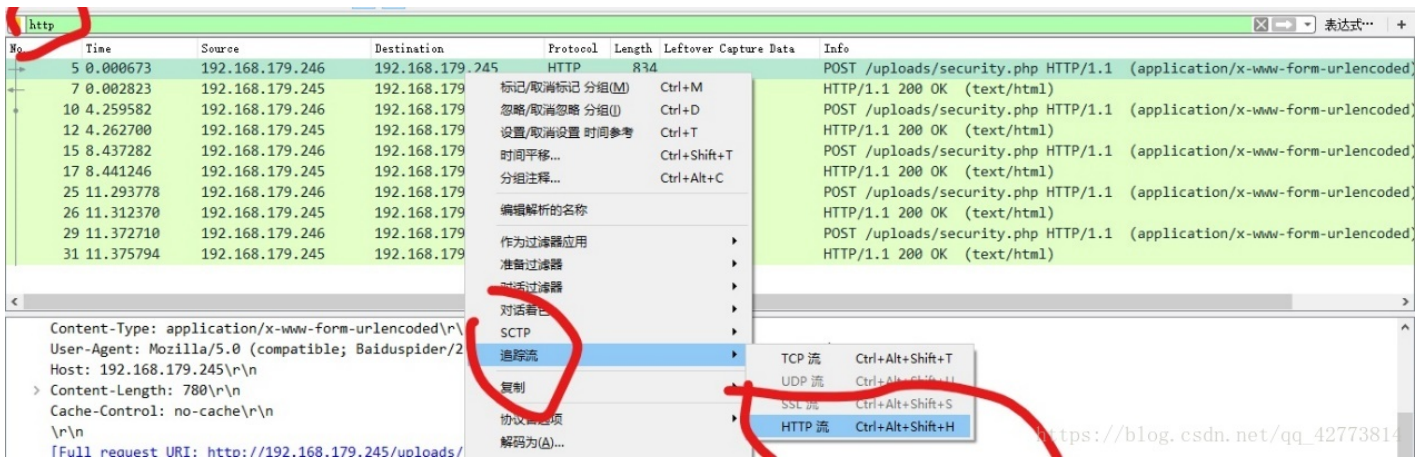 http 表达式… +
No. Time Source Destination Protocol Length Leftover Capture Data Info
5 0.000673 192.168.179.246 192.168.179.245 HTTP 834 POST /uploads/security.php HTTP/1.1 (application/x-www-form-urlencoded)
7 0.002823 192.168.179.245 192.168.179 HTTP/1.1 200 OK (text/html)
10 4.259582 192.168.179.246 192.168.179 POST /uploads/security.php HTTP/1.1 (application/x-www-form-urlencoded)
12 4.262700 192.168.179.245 192.168.179 HTTP/1.1 200 OK (text/html)
15 8.437282 192.168.179.246 192.168.179 POST /uploads/security.php HTTP/1.1 (application/x-www-form-urlencoded)
17 8.441246 192.168.179.245 192.168.179 HTTP/1.1 200 OK (text/html)
25 11.293778 192.168.179.246 192.168.179 POST /uploads/security.php HTTP/1.1 (application/x-www-form-urlencoded)
26 11.312370 192.168.179.245 192.168.179 HTTP/1.1 200 OK (text/html)
29 11.372710 192.168.179.246 192.168.179 POST /uploads/security.php HTTP/1.1 (application/x-www-form-urlencoded)
31 11.375794 192.168.179.245 192.168.179 HTTP/1.1 200 OK (text/html)
标记/取消标记 分组(M) Ctrl+M
忽略/取消忽略 分组(I) Ctrl+D
设置/取消设置 时间参考 Ctrl+T
时间平移... Ctrl+Shift+T
分组注释... Ctrl+Alt+C
编辑解析的名称
作为过滤器应用
准备过滤器
对话过滤器
对话着色
SCTP
追踪流
复制
协议首选项
解码为(A)...
TCP 流 Ctrl+Alt+Shift+T
UDP 流 Ctrl+Alt+Shift+U
SSL 流 Ctrl+Alt+Shift+S
HTTP 流 Ctrl+Alt+Shift+H
Content-Type: application/x-www-form-urlencoded\r\
User-Agent: Mozilla/5.0 (compatible; Baiduspider/2
Host: 192.168.179.245\r\n
> Content-Length: 780\r\n
Cache-Control: no-cache\r\n
\r\n
[Full request URI: http://192.168.179.245/uploads/
https://blog.csdn.net/qq_42773814